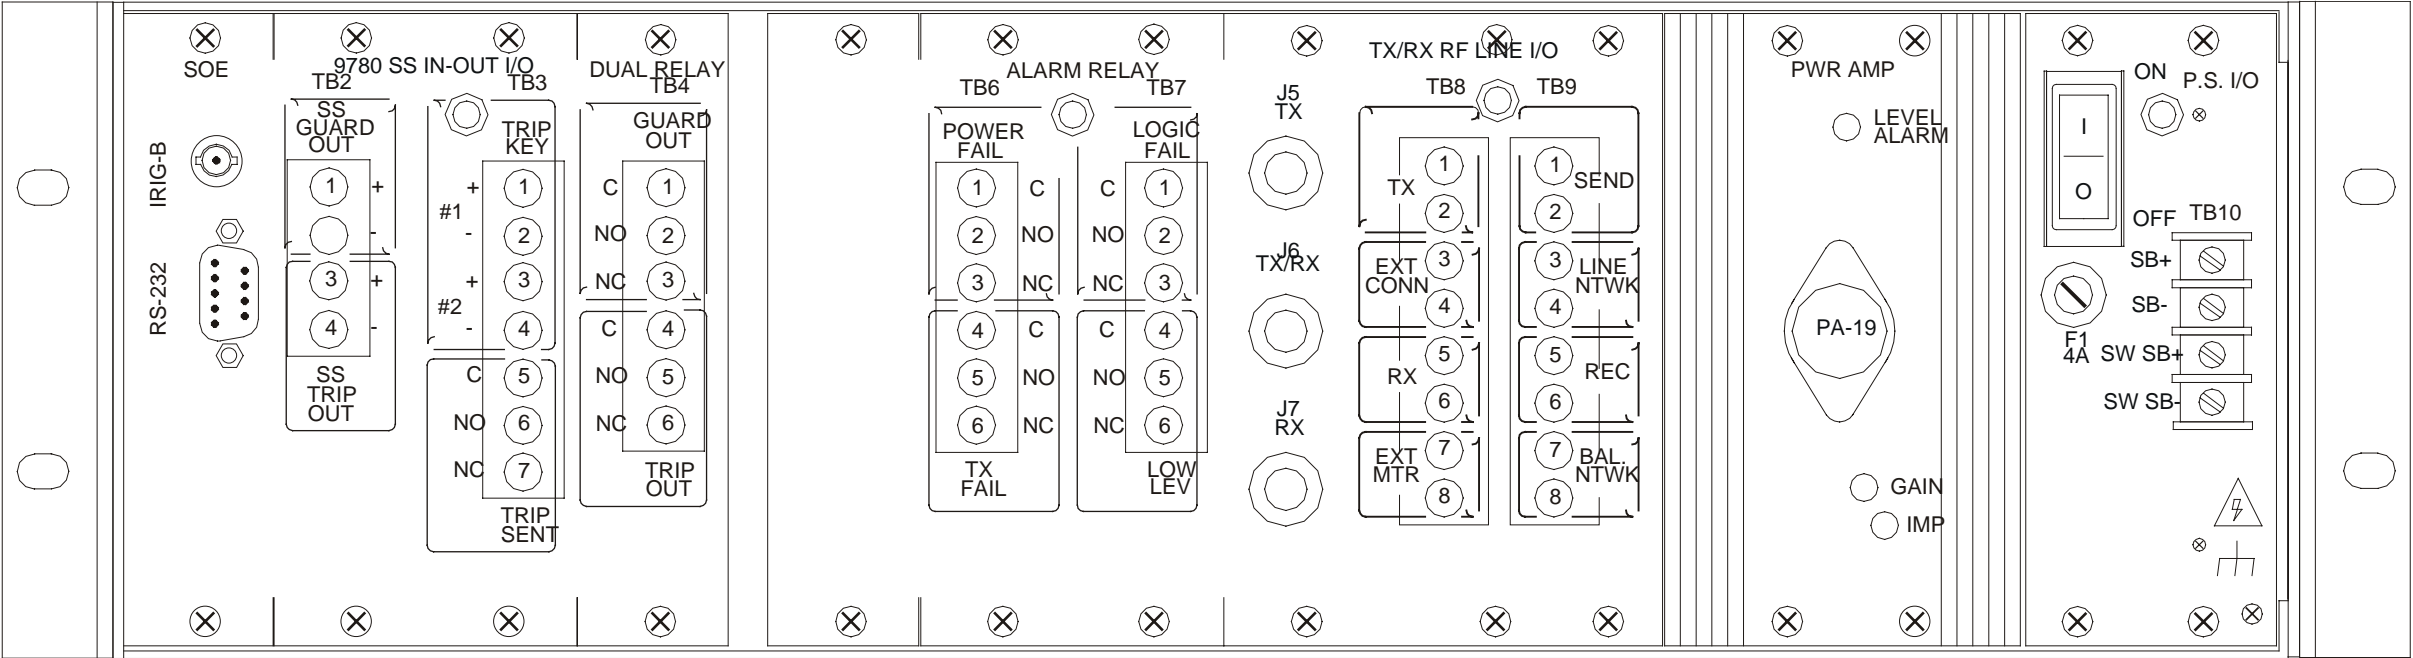 SOE
IRIG-B
RS-232
9780 SS IN-OUT I/O
TB2
SS
GUARD
OUT
1 +
-
3 +
4 -
SS
TRIP
OUT
TB3
TRIP
KEY
#1
+ 1
- 2
#2
+ 3
- 4
C 5
NO 6
NC 7
TRIP
SENT
DUAL RELAY
TB4
GUARD
OUT
C 1
NO 2
NC 3
C 4
NO 5
NC 6
TRIP
OUT
ALARM RELAY
TB6
POWER
FAIL
1 C
2 NO
3 NC
4 C
5 NO
6 NC
TX
FAIL
TB7
LOGIC
FAIL
C 1
NO 2
NC 3
C 4
NO 5
NC 6
LOW
LEV
J5
TX
J6
TX/RX
J7
RX
TX/RX RF LINE I/O
TB8
TX
1
2
EXT
CONN
3
4
RX
5
6
EXT
MTR
7
8
TB9
1
2
SEND
3
4
LINE
NTWK
5
6
REC
7
8
BAL.
NTWK
PWR AMP
LEVEL
ALARM
PA-19
GAIN
IMP
ON
P.S. I/O
I
O
OFF
TB10
SB+
SB-
F1
4A
SW SB+
SW SB-